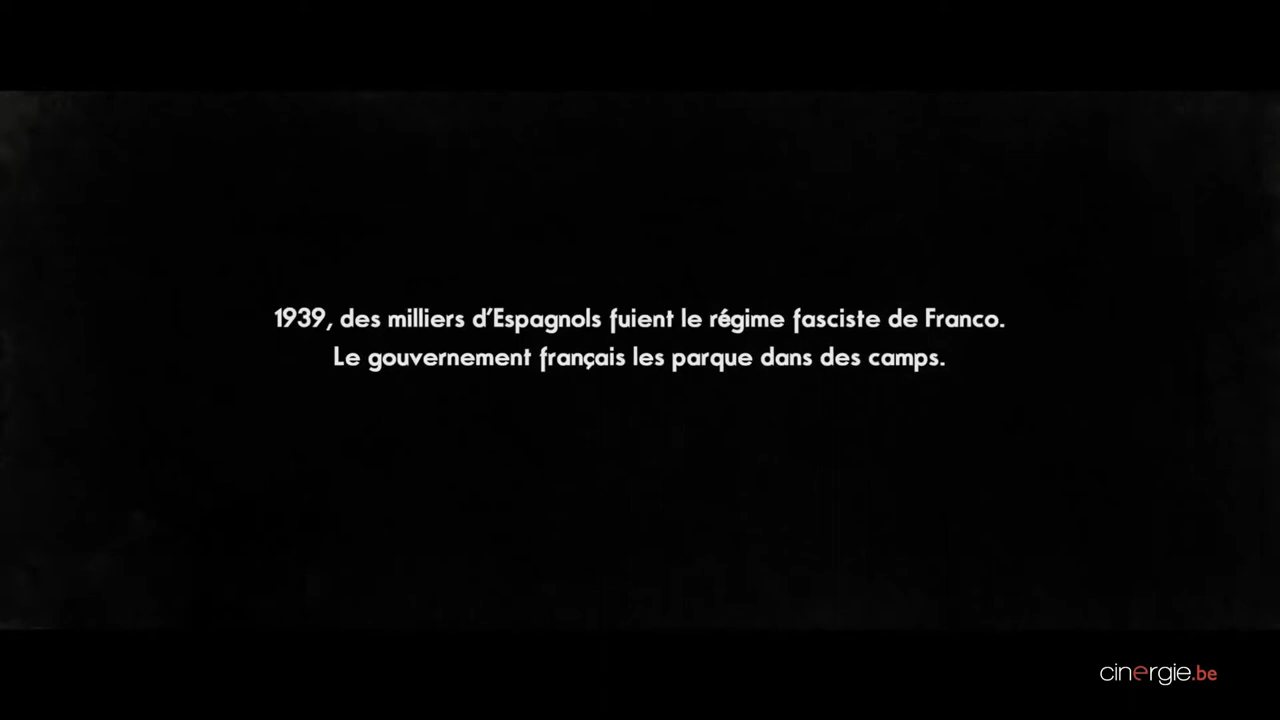 1939, des milliers d'Espagnols fuient le régime fasciste de Franco.
Le gouvernement français les parque dans des camps.
cinergie.be